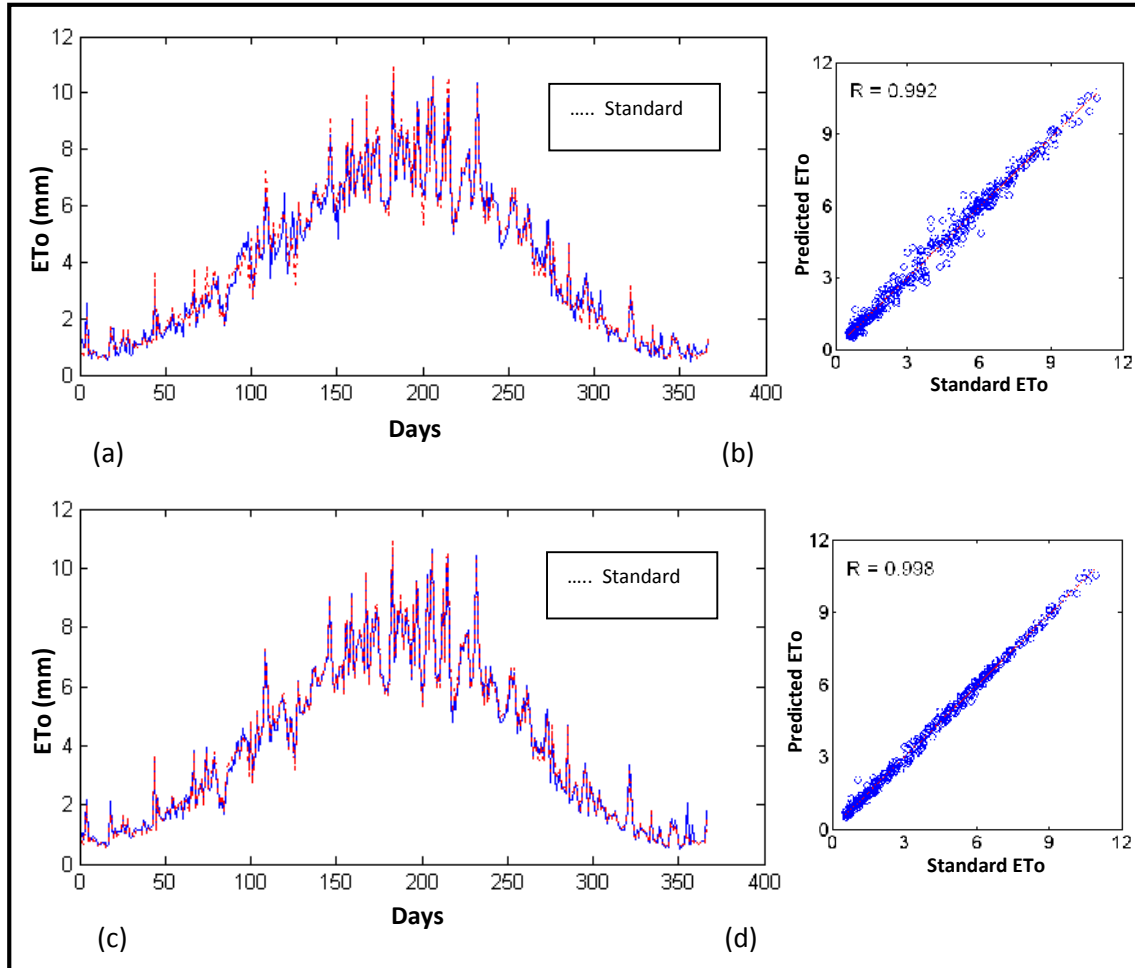 12
10
8
6
4
2
0
ETo (mm)
..... Standard
0 50 100 150 200 250 300 350 400
Days
(a)
12
9
6
3
0
Predicted ETo
R = 0.992
0 3 6 9 12
Standard ETo
(b)
12
10
8
6
4
2
0
ETo (mm)
..... Standard
0 50 100 150 200 250 300 350 400
Days
(c)
12
9
6
3
0
Predicted ETo
R = 0.998
0 3 6 9 12
Standard ETo
(d)